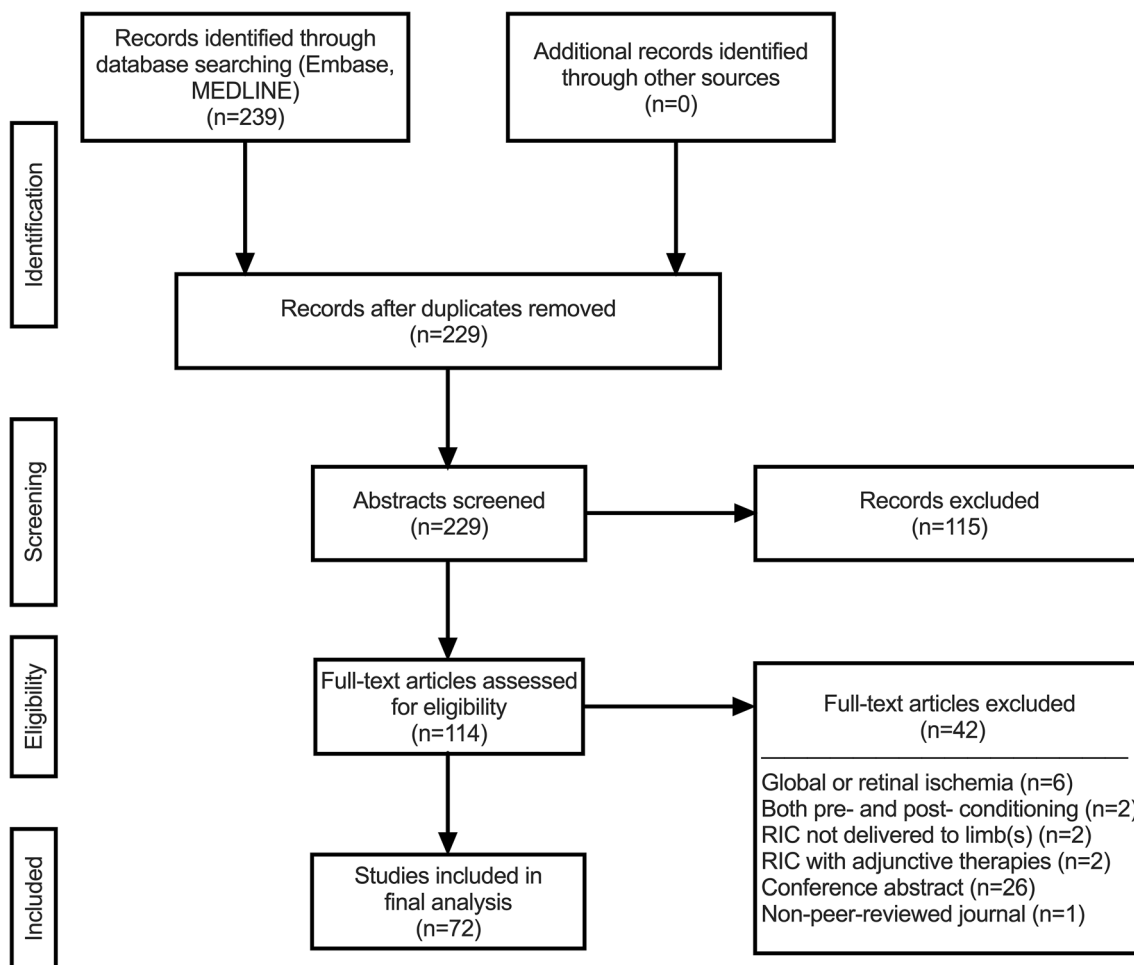 Records identified through
database searching (Embase,
MEDLINE)
(n=239)
Additional records identified
through other sources
(n=0)
Identification
Records after duplicates removed
(n=229)
Screening
Abstracts screened
(n=229)
Records excluded
(n=115)
Eligibility
Full-text articles assessed
for eligibility
(n=114)
Full-text articles excluded
(n=42)
Global or retinal ischemia (n=6)
Both pre- and post- conditioning (n=2)
RIC not delivered to limb(s) (n=2)
RIC with adjunctive therapies (n=2)
Conference abstract (n=26)
Non-peer-reviewed journal (n=1)
Included
Studies included in
final analysis
(n=72)